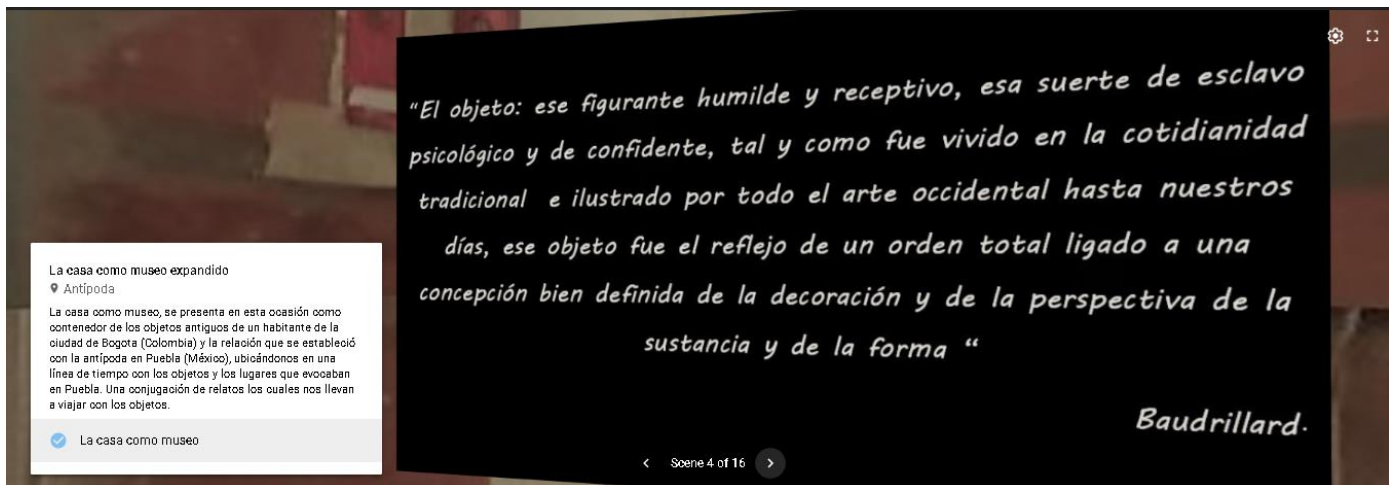 "El objeto: ese figurante humilde y receptivo, esa suerte de esclavo
psicológico y de confidente, tal y como fue vivido en la cotidianidad
tradicional e ilustrado por todo el arte occidental hasta nuestros
días, ese objeto fue el reflejo de un orden total ligado a una
concepción bien definida de la decoración y de la perspectiva de la
sustancia y de la forma "
Baudrillard.
La casa como museo expandido
Antípoda
La casa como museo, se presenta en esta ocasión como
contenedor de los objetos antiguos de un habitante de la
ciudad de Bogota (Colombia) y la relación que se estableció
con la antípoda en Puebla (México), ubicándonos en una
línea de tiempo con los objetos y los lugares que evocaban
en Puebla. Una conjugación de relatos los cuales nos llevan
a viajar con los objetos.
La casa como museo
Scene 4 of 16